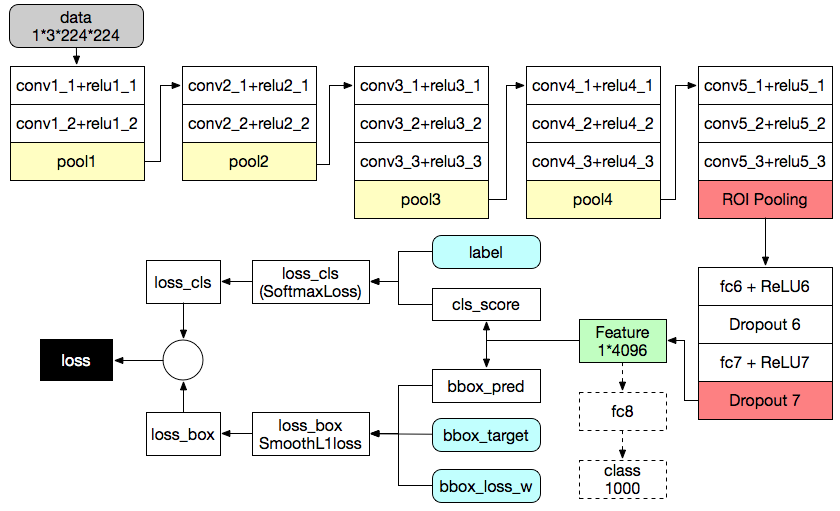 data
1*3*224*224
conv1_1+relu1_1
conv1_2+relu1_2
pool1
conv2_1+relu2_1
conv2_2+relu2_2
pool2
conv3_1+relu3_1
conv3_2+relu3_2
conv3_3+relu3_3
pool3
conv4_1+relu4_1
conv4_2+relu4_2
conv4_3+relu4_3
pool4
conv5_1+relu5_1
conv5_2+relu5_2
conv5_3+relu5_3
ROI Pooling
fc6 + ReLU6
Dropout 6
fc7 + ReLU7
Dropout 7
Feature
1*4096
fc8
class
1000
label
cls_score
bbox_pred
bbox_target
bbox_loss_w
loss_cls
(SoftmaxLoss)
loss_box
SmoothL1loss
loss_cls
loss_box
loss